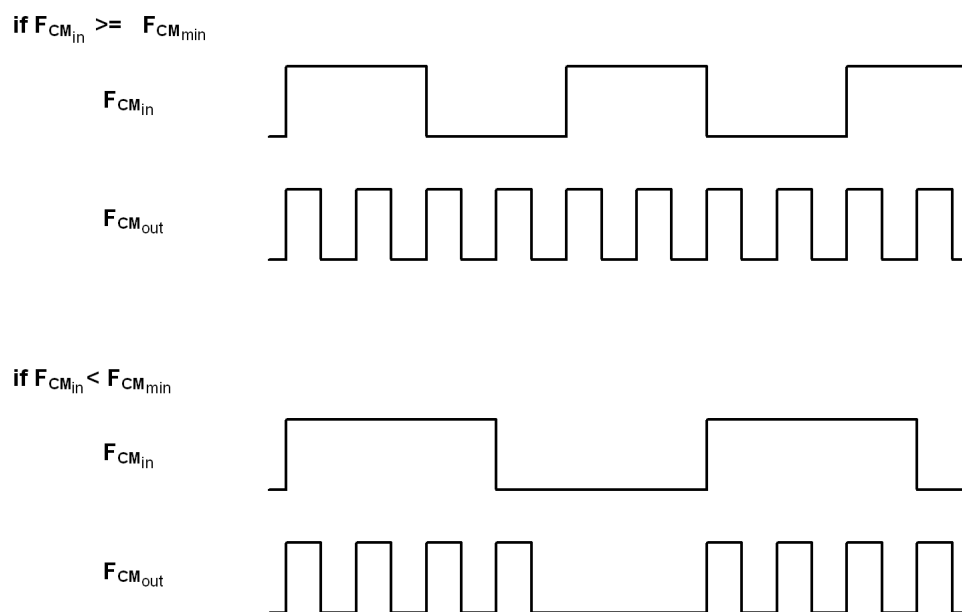 if FCMin >= FCMmin
FCMin
FCMout
if FCMin < FCMmin
FCMin
FCMout